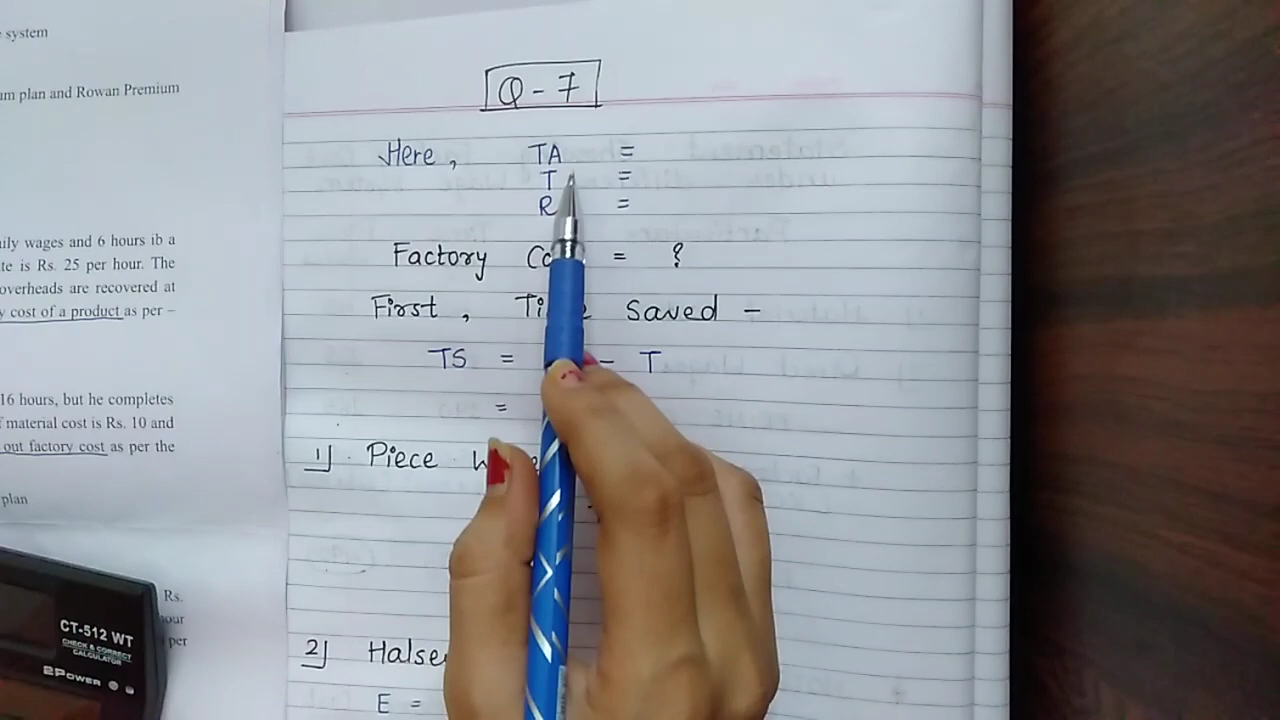 system
um plan and Rowan Premium
ily wages and 6 hours ib a
te is Rs. 25 per hour. The
overheads are recovered at
y cost of a product as per –
16 hours, but he completes
material cost is Rs. 10 and
out factory cost as per the
plan
Rs.
our
per
CT-512 WT
CHECK & CORRECT
CALCULATOR
2POWER
Q - 7
Here, TA =
T =
R =
Factory Co = ?
First, Ti e Saved –
TS = – T
=
1) Piece W
2) Halse
E =